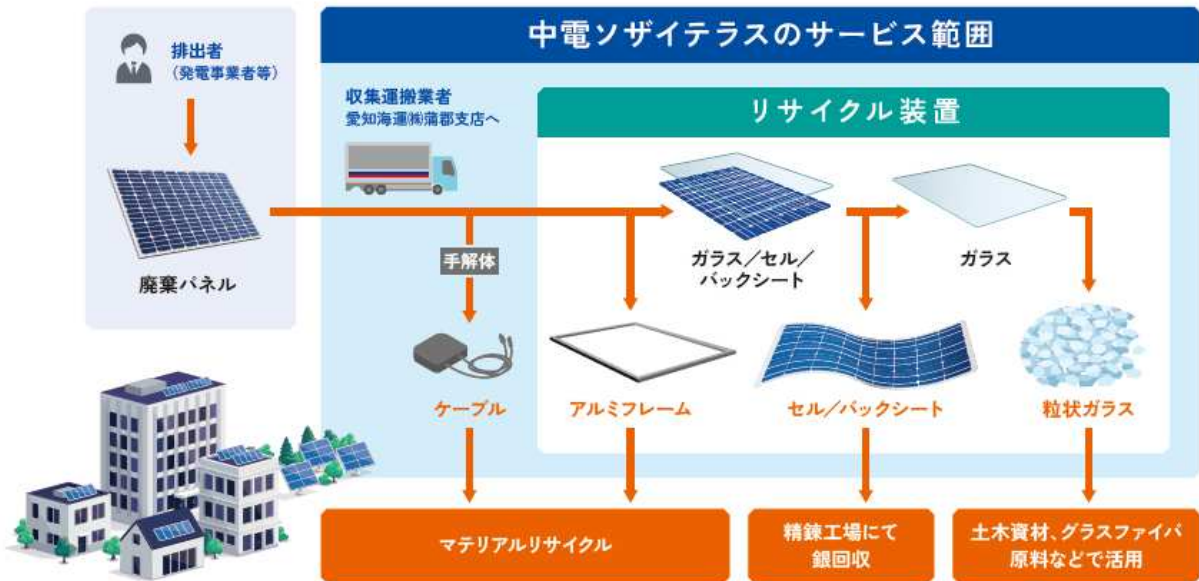 中電ソザイテラスのサービス範囲
排出者
(発電事業者等)
廃棄パネル
収集運搬業者
愛知海運㈱蒲郡支店へ
リサイクル装置
手解体
ガラス/セル/
バックシート
ガラス
ケーブル
アルミフレーム
セル/バックシート
粒状ガラス
マテリアルリサイクル
精錬工場にて
銀回収
土木資材、グラスファイバ
原料などで活用